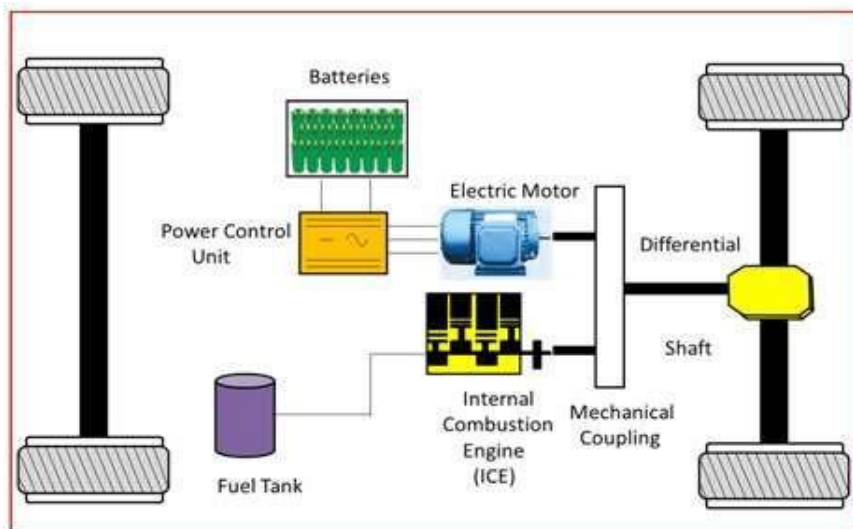 Batteries
Electric Motor
Power Control
Unit
Differential
Shaft
Internal
Combustion
Engine
(ICE)
Mechanical
Coupling
Fuel Tank